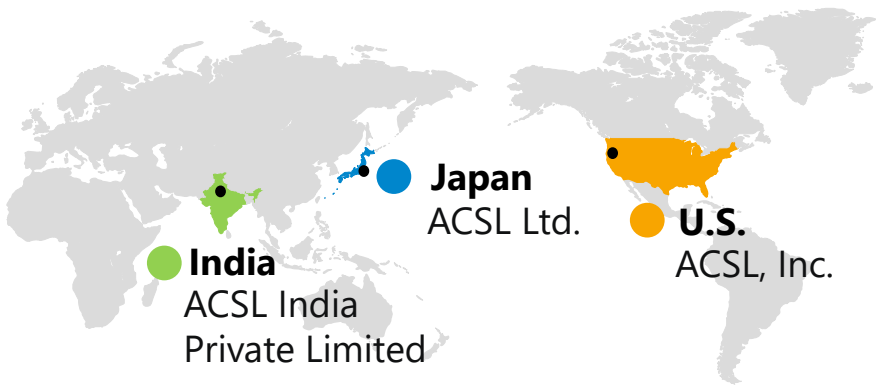 Japan
ACSL Ltd.
U.S.
ACSL, Inc.
India
ACSL India
Private Limited